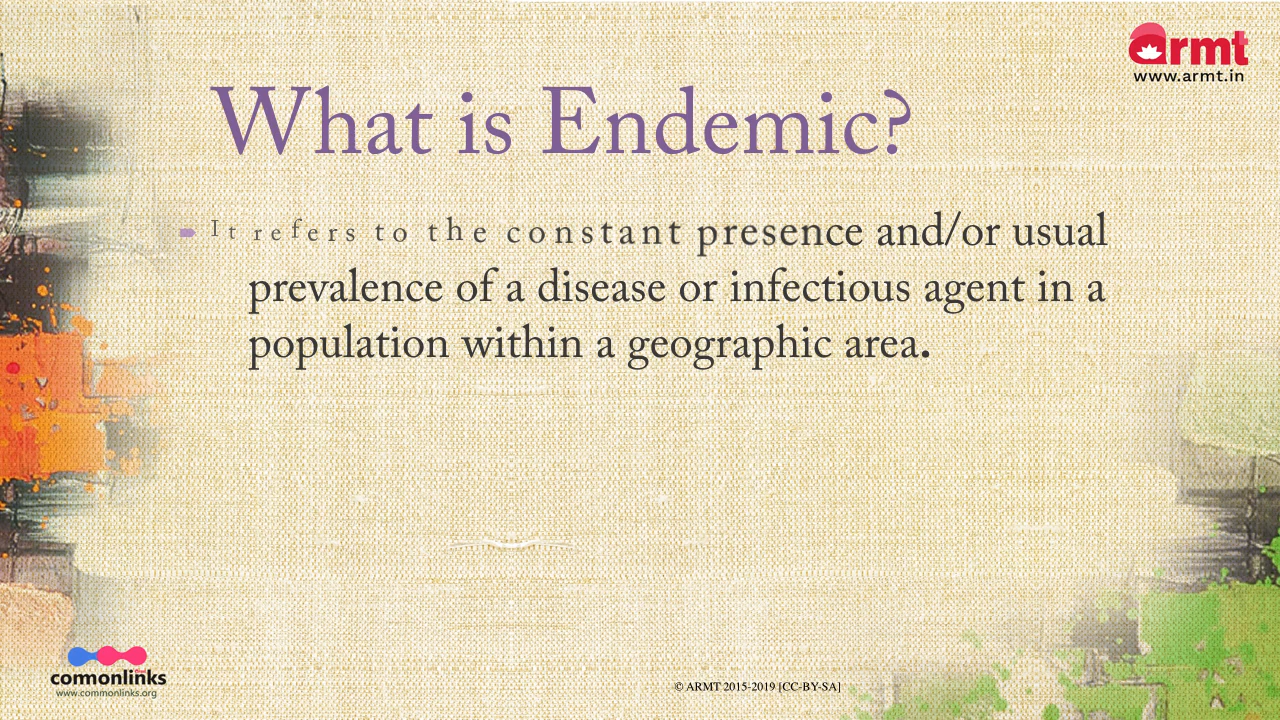 armt
www.armt.in
What is Endemic?
It refers to the constant presence and/or usual
prevalence of a disease or infectious agent in a
population within a geographic area.
commonlinks
www.commonlinks.org
© ARMT 2015-2019 [CC-BY-SA]